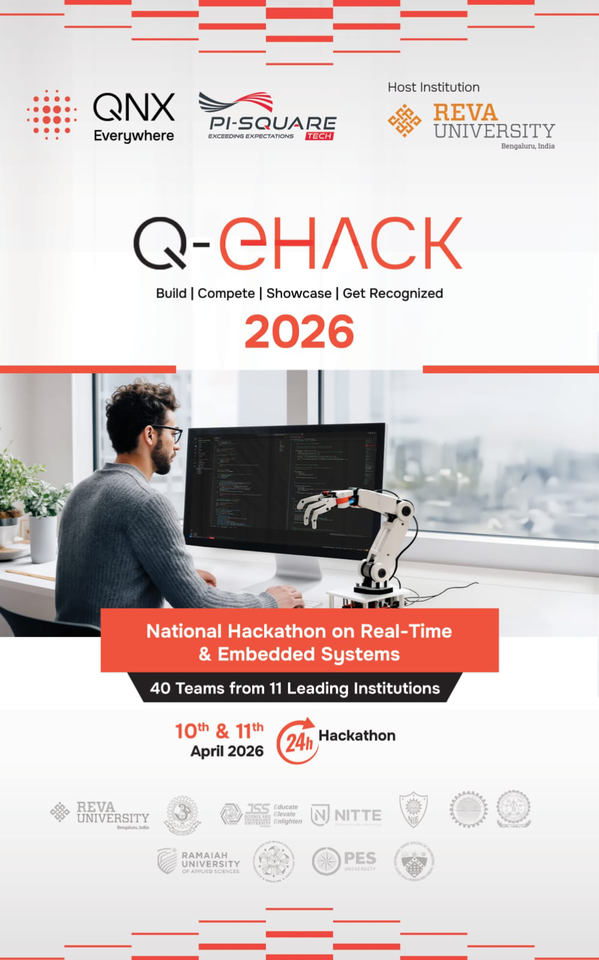 QNX
Everywhere
PI-SQUARE
EXCEEDING EXPECTATIONS TECH
Host Institution
REVA
UNIVERSITY
Bengaluru, India
Q-eHACK
Build | Compete | Showcase | Get Recognized
2026
National Hackathon on Real-Time
& Embedded Systems
40 Teams from 11 Leading Institutions
10th & 11th
April 2026
24h Hackathon
REVA
UNIVERSITY
Bengaluru, India
JSS
Educate
Elevate
Enlighten
NITTE
RAMAIAH
UNIVERSITY
OF APPLIED SCIENCES
PES
UNIVERSITY